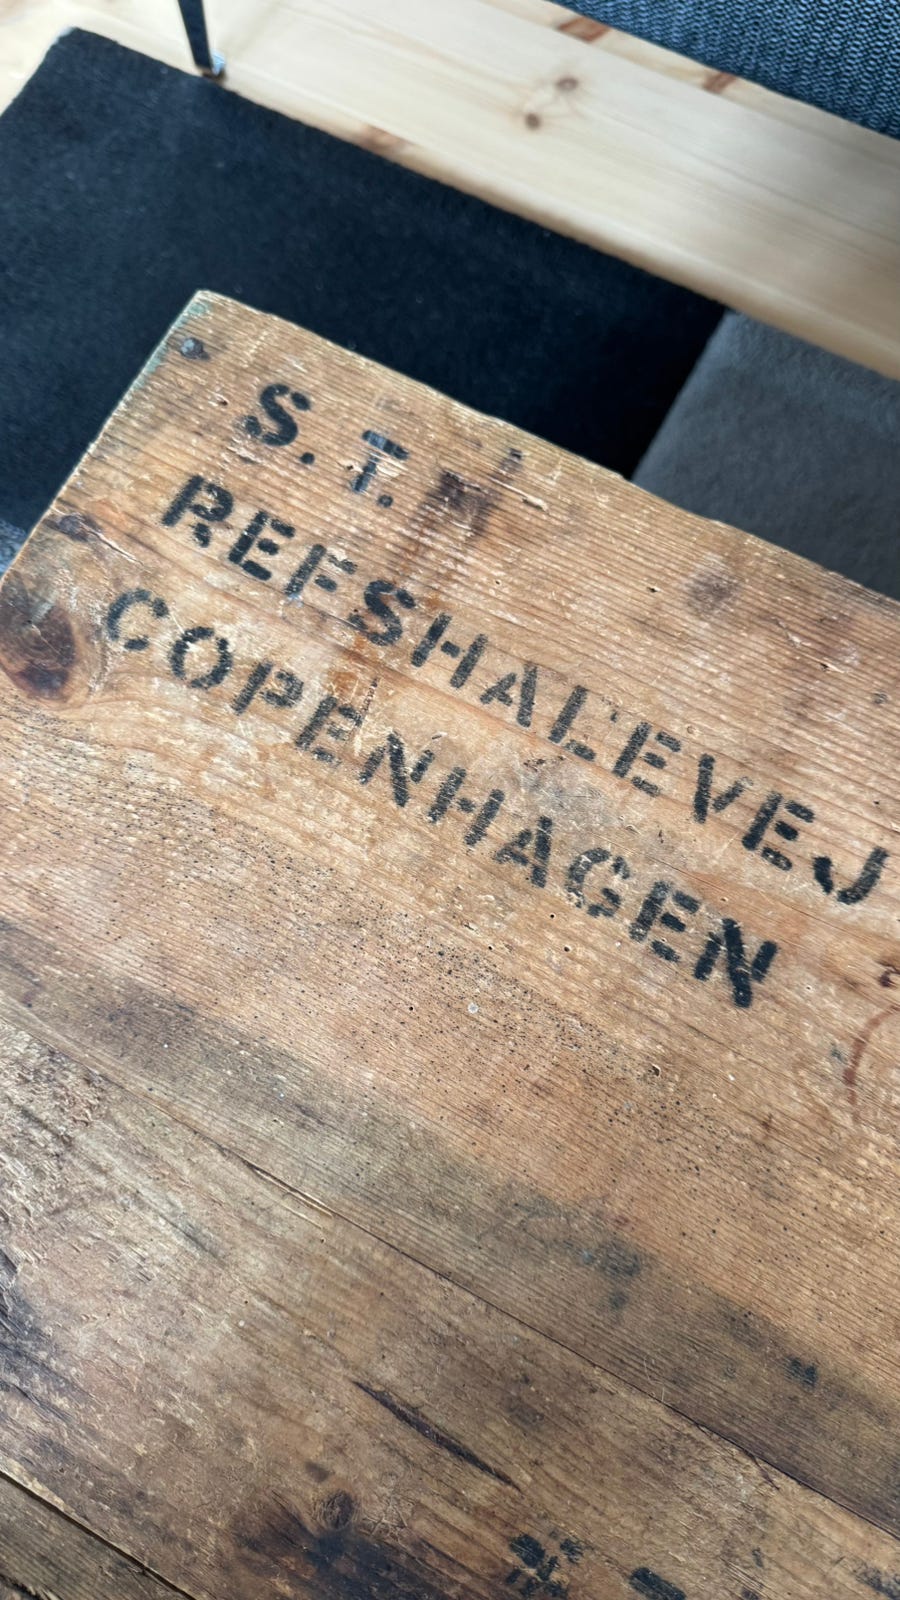 S. T.
REFSHALEVEJ
COPENHAGEN